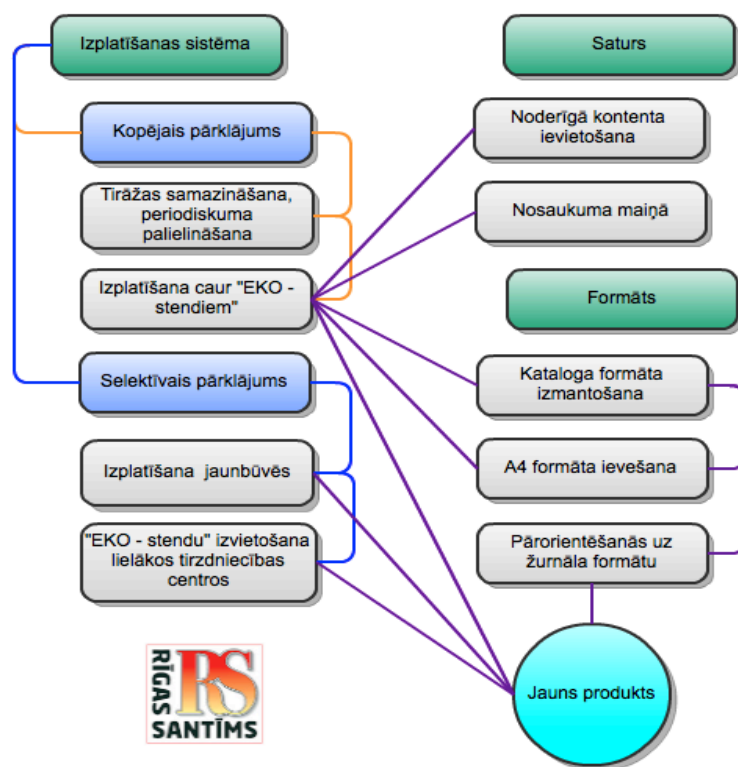 Izplatīšanas sistēma
Kopējais pārklājums
Tirāžas samazināšana,
periodiskuma
palielināšana
Izplatīšana caur "EKO -
stendiem"
Selektīvais pārklājums
Izplatīšana jaunbūvēs
"EKO - stendu" izvietošana
lielākos tirzdniecības
centros
Saturs
Noderīgā kontenta
ievietošana
Nosaukuma maiņā
Formāts
Kataloga formāta
izmantošana
A4 formāta ievešana
Pārorientēšanās uz
žurnāla formātu
Jauns produkts
RĪGAS
RS
SANTĪMS